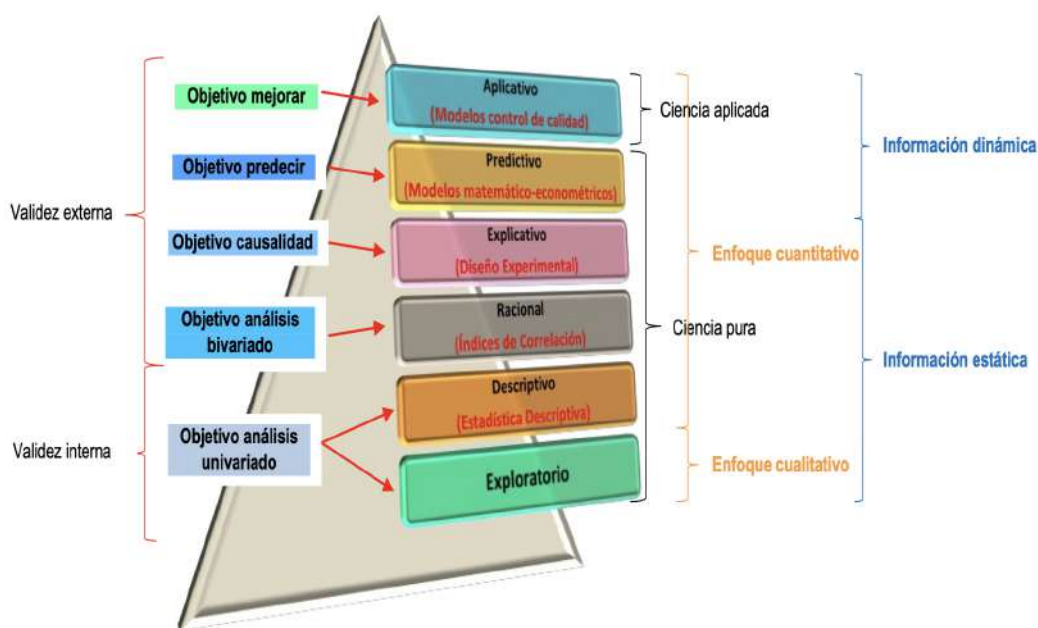 Validez externa
Validez interna
Objetivo mejorar
Objetivo predecir
Objetivo causalidad
Objetivo análisis
bivariado
Objetivo análisis
univariado
Aplicativo
(Modelos control de calidad)
Predictivo
(Modelos matemático-econométricos)
Explicativo
(Diseño Experimental)
Racional
(Índices de Correlación)
Descriptivo
(Estadística Descriptiva)
Exploratorio
Ciencia aplicada
Ciencia pura
Enfoque cuantitativo
Enfoque cualitativo
Información dinámica
Información estática